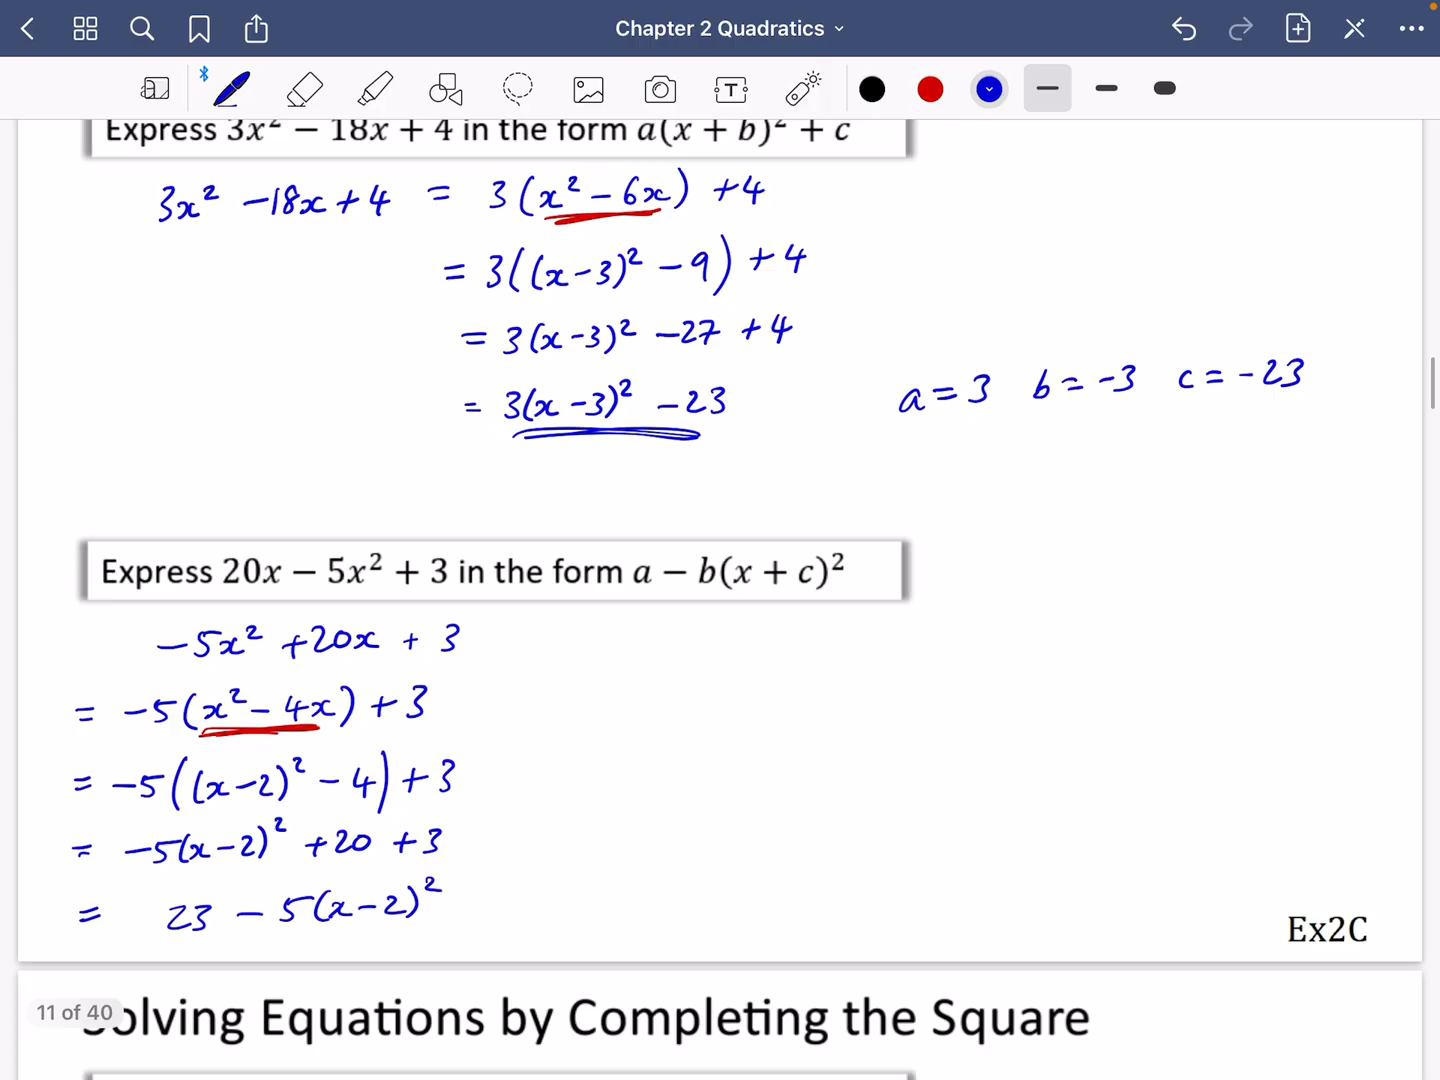 Chapter 2 Quadratics
Express 3x² − 18x + 4 in the form a(x + b)² + c
3x² − 18x + 4 = 3(x² − 6x) + 4
= 3((x−3)² − 9) + 4
= 3(x−3)² − 27 + 4
= 3(x−3)² − 23
a = 3 b = −3 c = −23
Express 20x − 5x² + 3 in the form a − b(x + c)²
−5x² + 20x + 3
= −5(x² − 4x) + 3
= −5((x−2)² − 4) + 3
= −5(x−2)² + 20 + 3
= 23 − 5(x−2)²
Ex2C
11 of 40
Solving Equations by Completing the Square